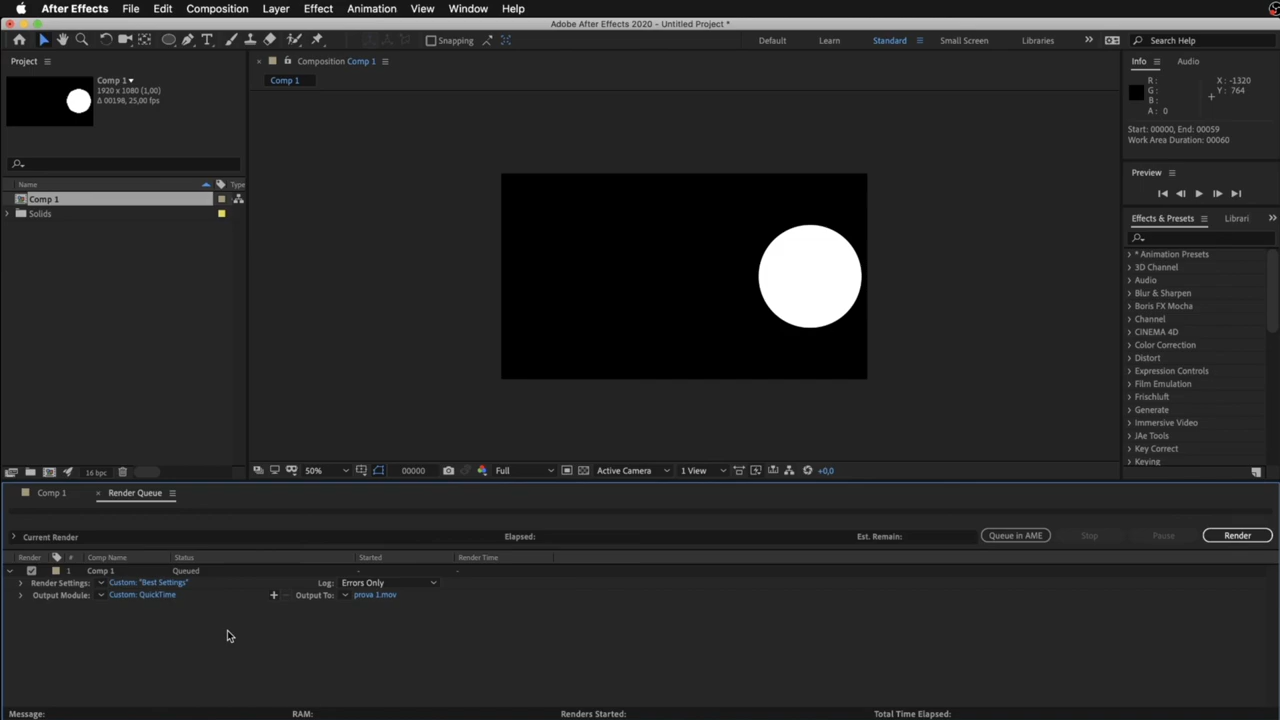 After Effects File Edit Composition Layer Effect Animation View Window Help
Adobe After Effects 2020 - Untitled Project *
Snapping Default Learn Standard Small Screen Libraries Search Help
Project
Comp 1
1920 x 1080 (1,00)
Δ 00198, 25,00 fps
Name Type
Comp 1
Solids
16 bpc
Composition Comp 1
Comp 1
50% 00000 Full Active Camera 1 View +0,0
Info Audio
R: X: -1320
G: Y: 764
B:
A: 0
Start: 00000, End: 00059
Work Area Duration: 00060
Preview
Effects & Presets Librari
* Animation Presets
3D Channel
Audio
Blur & Sharpen
Boris FX Mocha
Channel
CINEMA 4D
Color Correction
Distort
Expression Controls
Film Emulation
Frischluft
Generate
Immersive Video
JAe Tools
Key Correct
Keying
Comp 1 Render Queue
Current Render Elapsed: Est. Remain: Queue in AME Stop Pause Render
Render # Comp Name Status Started Render Time
1 Comp 1 Queued - -
Render Settings: Custom: "Best Settings" Log: Errors Only
Output Module: Custom: QuickTime Output To: prova 1.mov
Message: RAM: Renders Started: Total Time Elapsed: